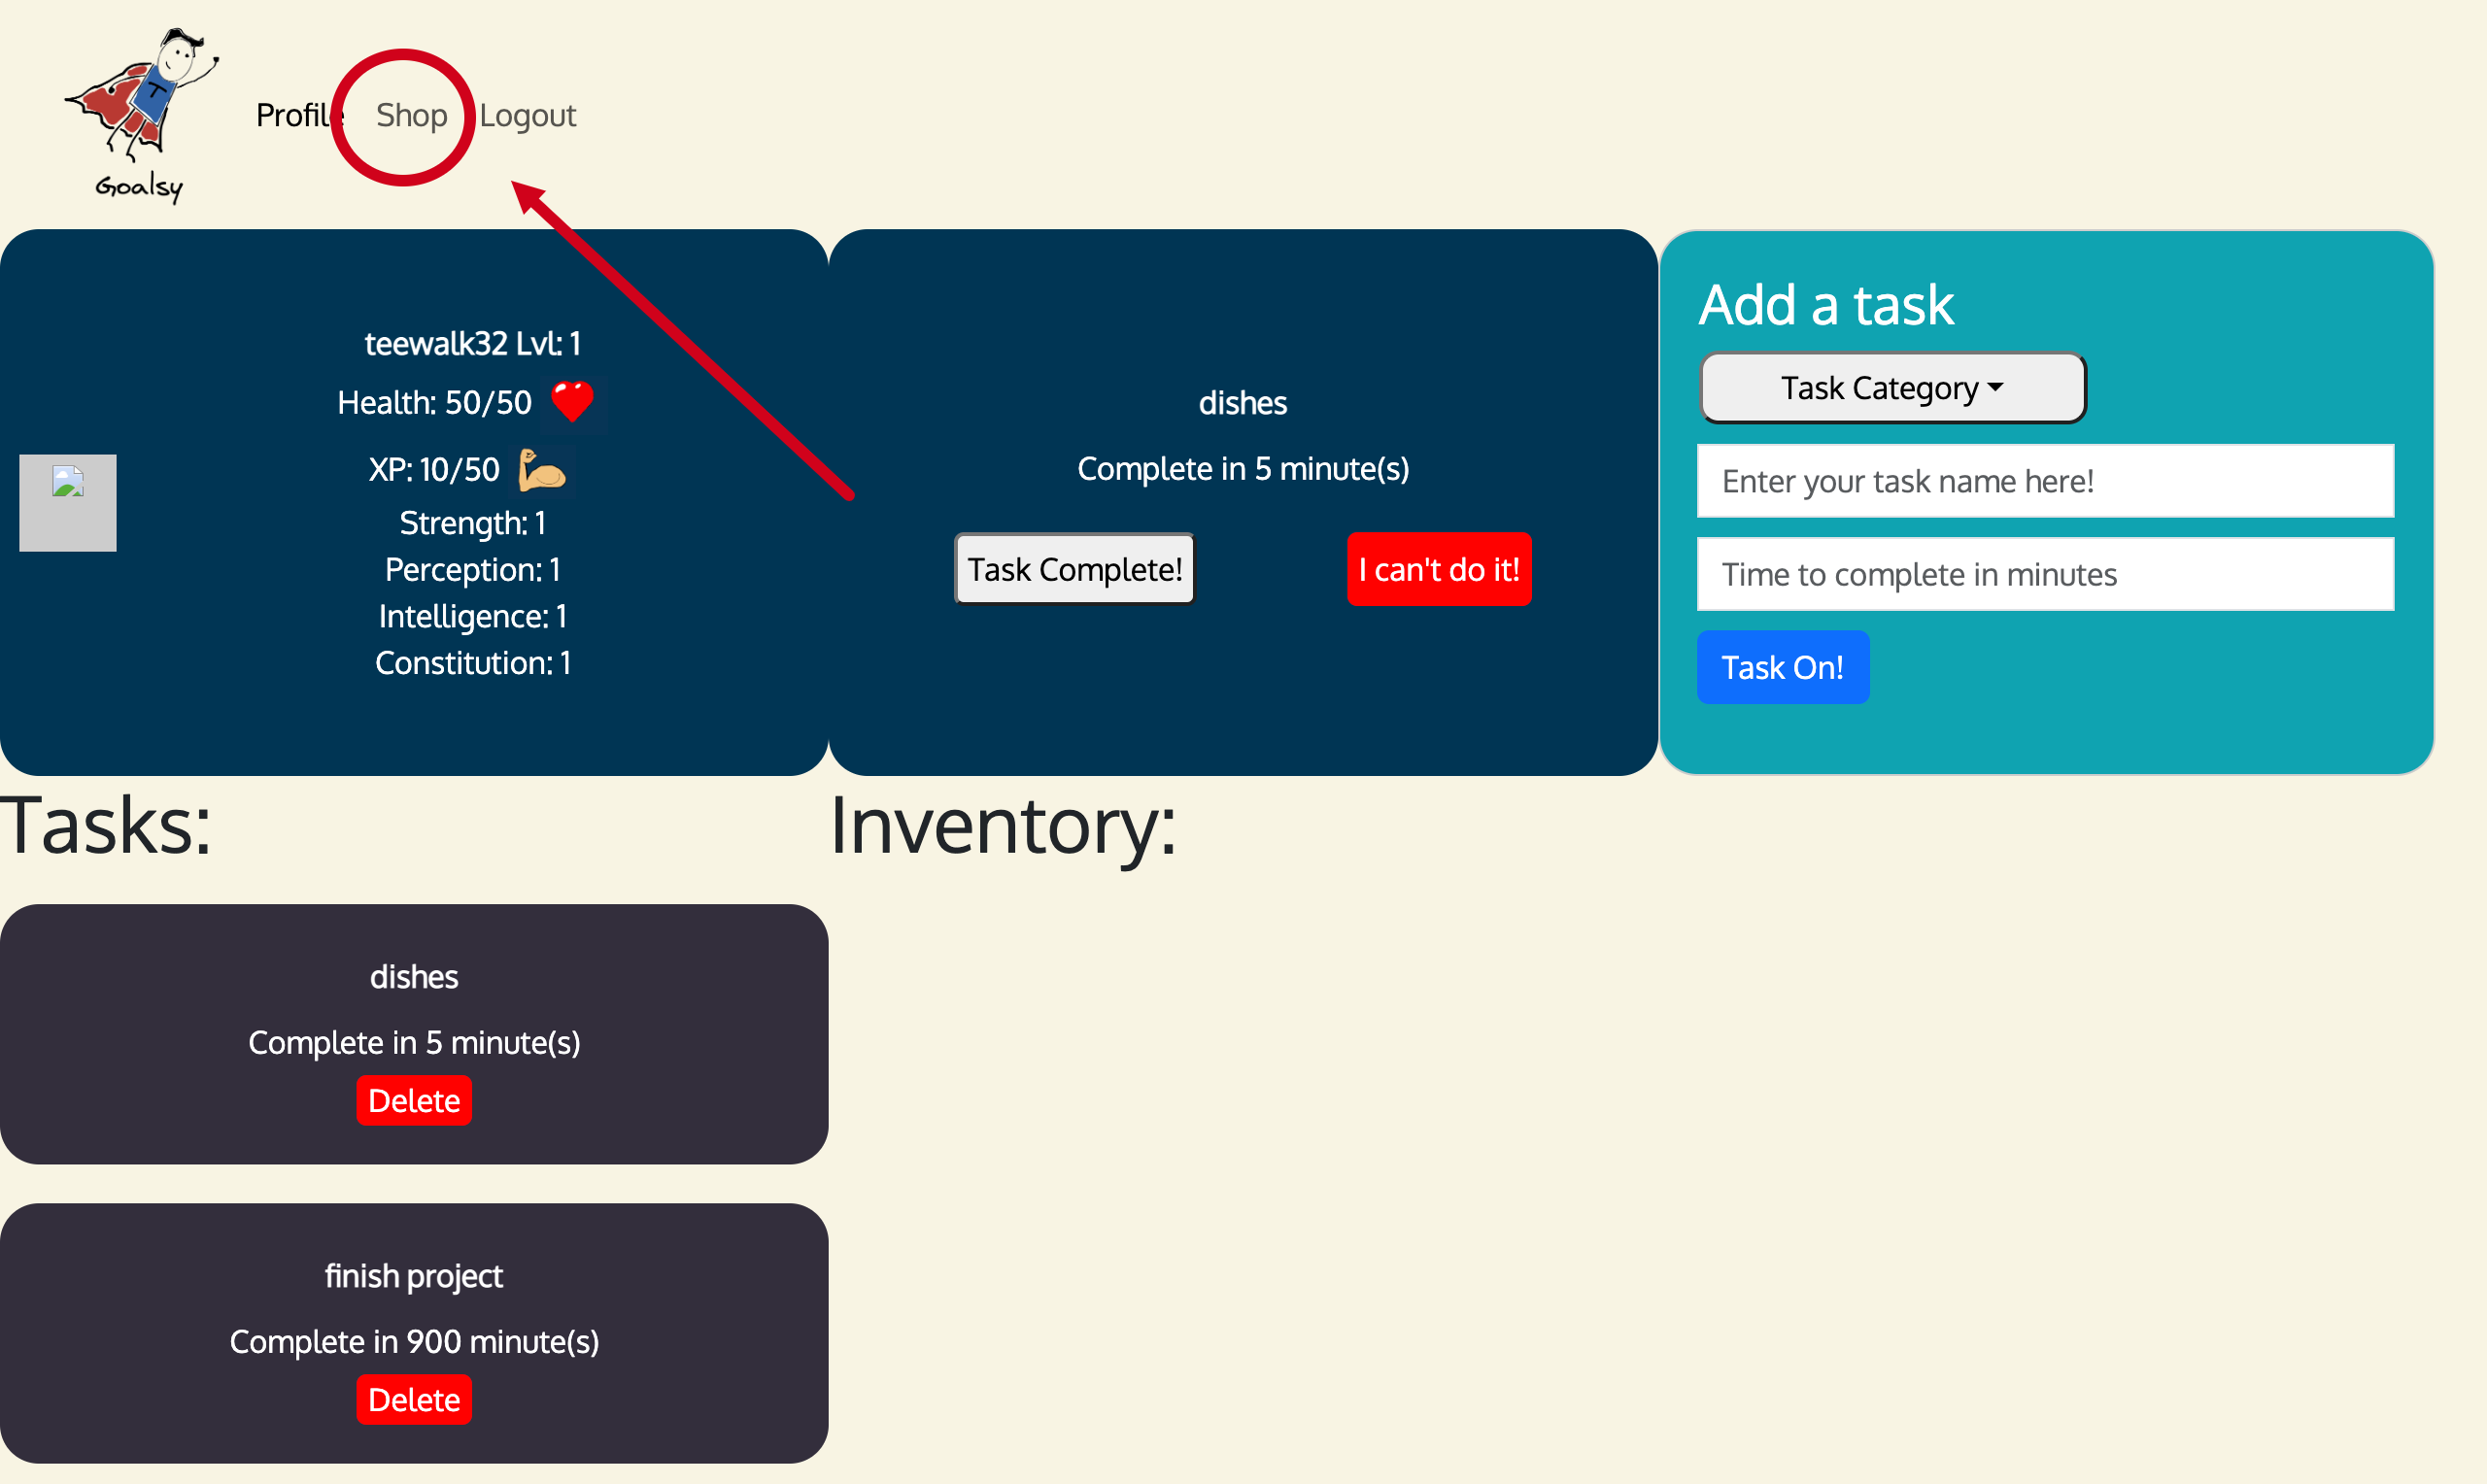 Profile Shop Logout
Goalsy
teewalk32 Lvl: 1
Health: 50/50
XP: 10/50
Strength: 1
Perception: 1
Intelligence: 1
Constitution: 1
dishes
Complete in 5 minute(s)
Task Complete! I can't do it!
Add a task
Task Category
Enter your task name here!
Time to complete in minutes
Task On!
Tasks:
Inventory:
dishes
Complete in 5 minute(s)
Delete
finish project
Complete in 900 minute(s)
Delete